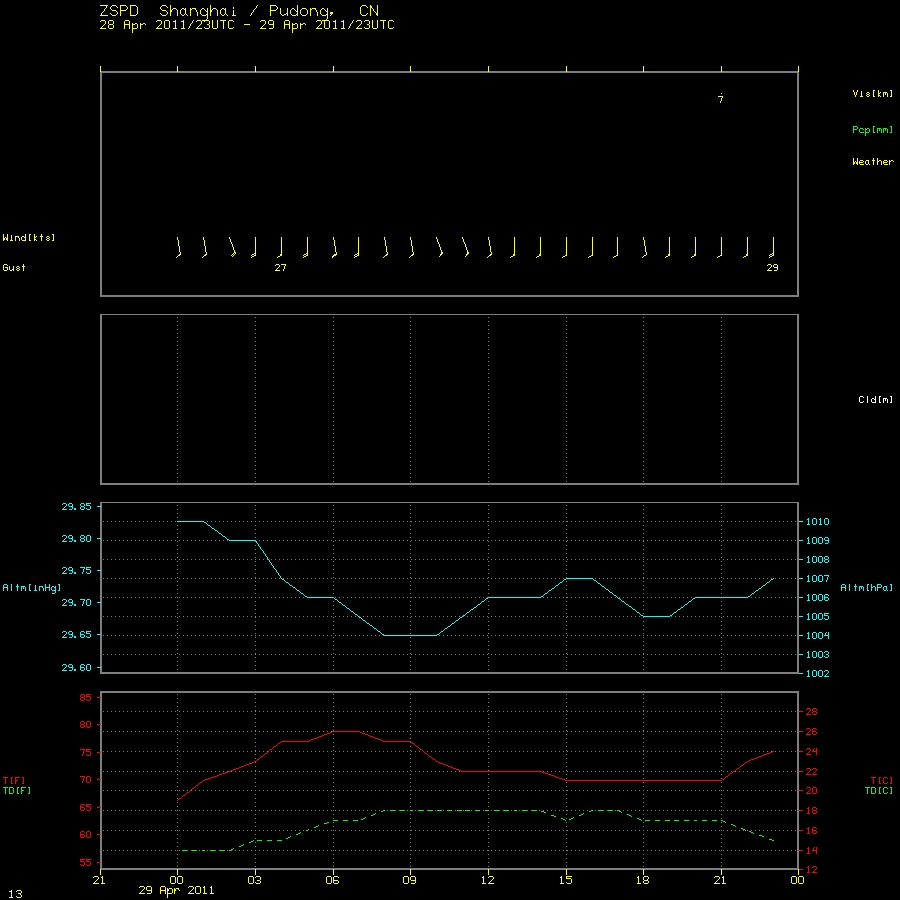 ZSPD Shanghai / Pudong, CN
28 Apr 2011/23UTC - 29 Apr 2011/23UTC
Vis[km]
7
Pcp[mm]
Weather
Wind[kts]
Gust 27 29
Cld[m]
29.85
1010
29.80 1009
1008
29.75
1007
Altm[inHg] Altm[hPa]
29.70 1006
1005
29.65 1004
1003
29.60
1002
85
28
80
26
75 24
22
70
T[F] T[C]
TD[F] 20 TD[C]
65
18
60 16
14
55
12
21 00 03 06 09 12 15 18 21 00
29 Apr 2011
13